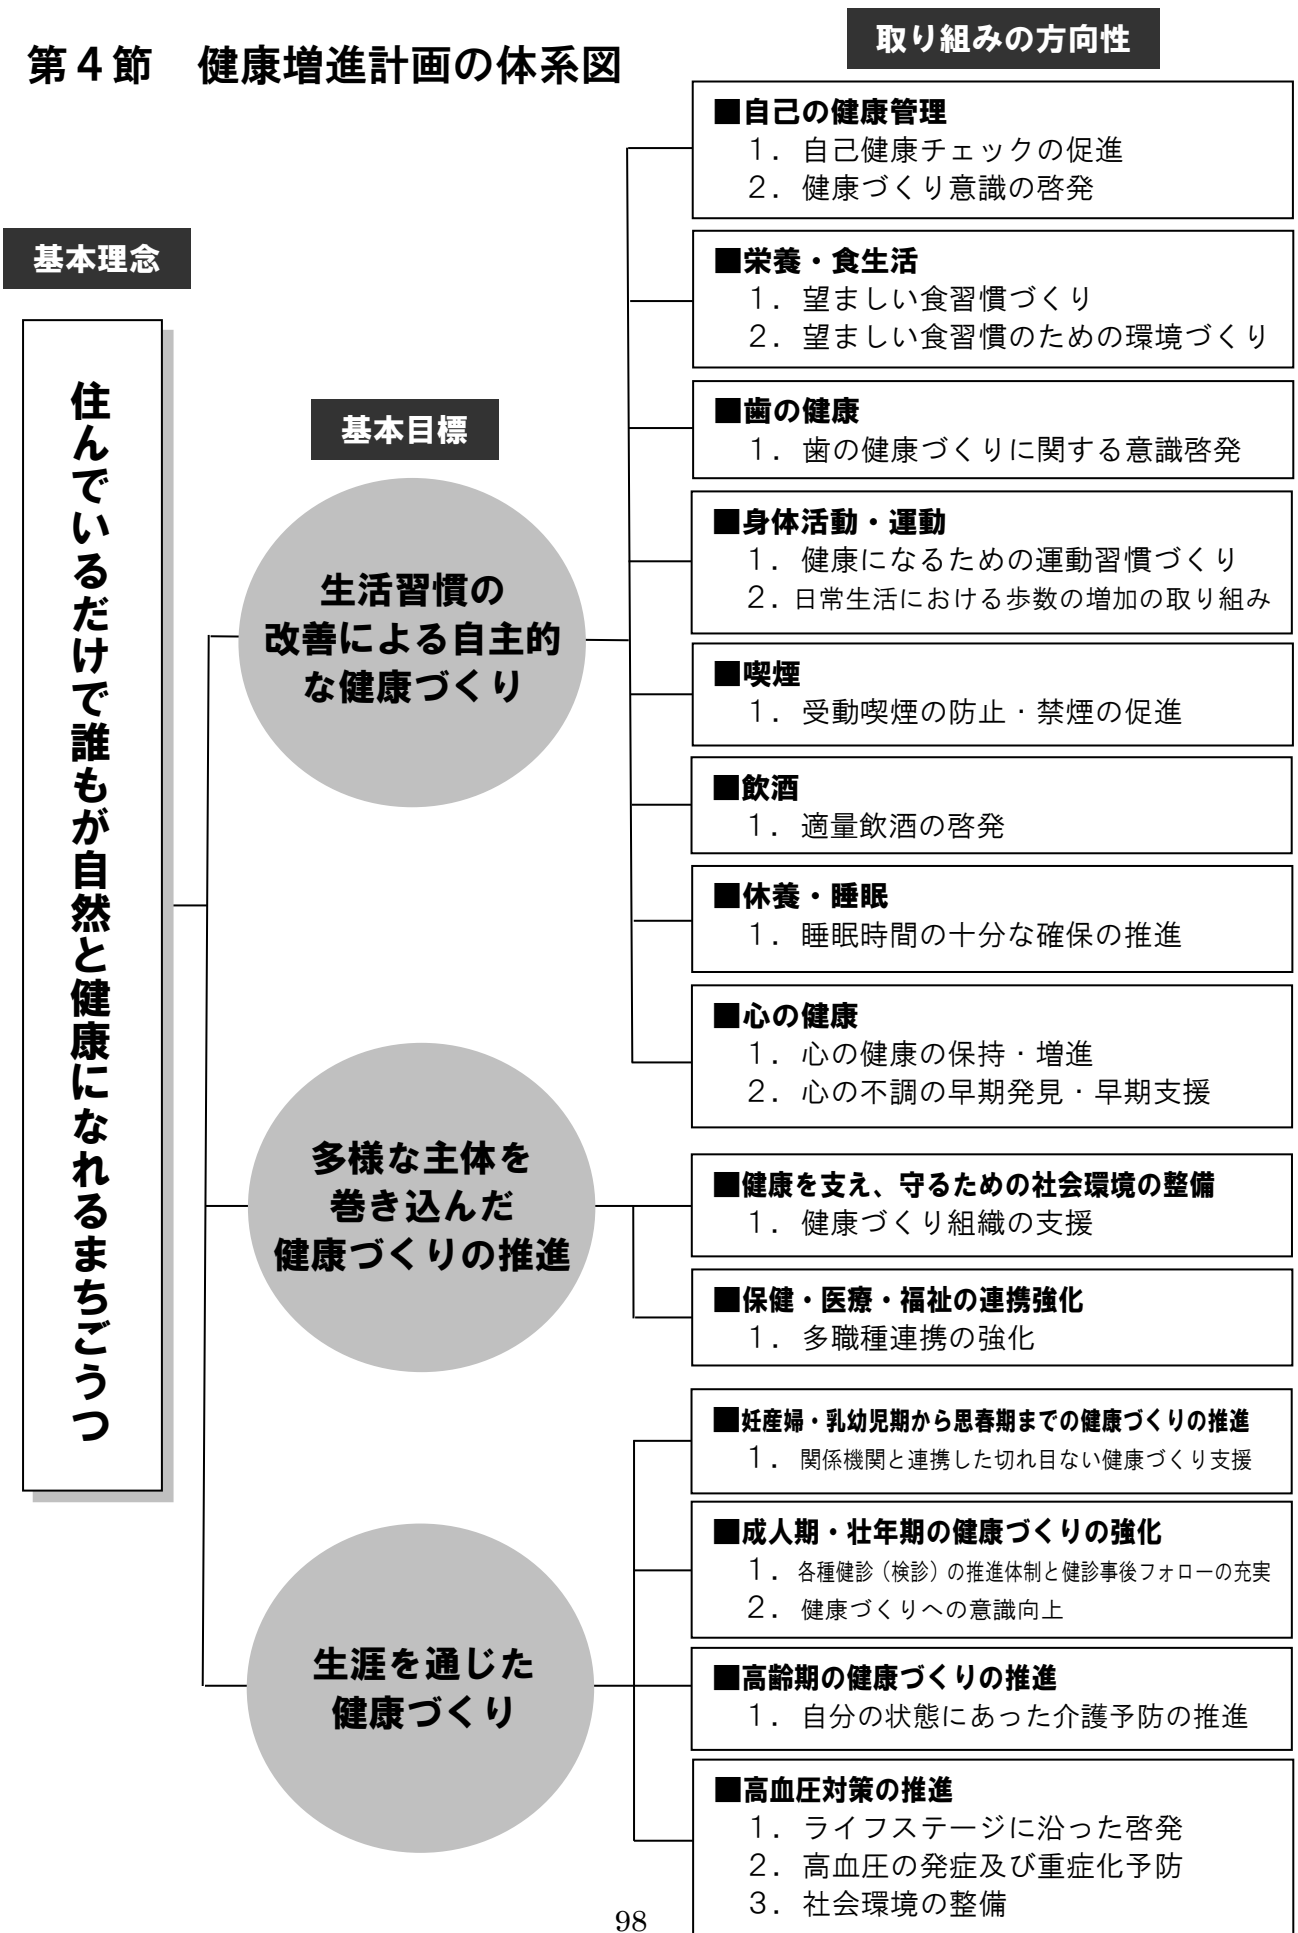 第４節　健康増進計画の体系図
基本理念
住んでいるだけで誰もが自然と健康になれるまちごうつ
基本目標
生活習慣の
改善による自主的
な健康づくり
多様な主体を
巻き込んだ
健康づくりの推進
生涯を通じた
健康づくり
取り組みの方向性
■自己の健康管理
１．自己健康チェックの促進
２．健康づくり意識の啓発
■栄養・食生活
１．望ましい食習慣づくり
２．望ましい食習慣のための環境づくり
■歯の健康
１．歯の健康づくりに関する意識啓発
■身体活動・運動
１．健康になるための運動習慣づくり
２．日常生活における歩数の増加の取り組み
■喫煙
１．受動喫煙の防止・禁煙の促進
■飲酒
１．適量飲酒の啓発
■休養・睡眠
１．睡眠時間の十分な確保の推進
■心の健康
１．心の健康の保持・増進
２．心の不調の早期発見・早期支援
■健康を支え、守るための社会環境の整備
１．健康づくり組織の支援
■保健・医療・福祉の連携強化
１．多職種連携の強化
■妊産婦・乳幼児期から思春期までの健康づくりの推進
１．関係機関と連携した切れ目ない健康づくり支援
■成人期・壮年期の健康づくりの強化
１．各種健診（検診）の推進体制と健診事後フォローの充実
２．健康づくりへの意識向上
■高齢期の健康づくりの推進
１．自分の状態にあった介護予防の推進
■高血圧対策の推進
１．ライフステージに沿った啓発
２．高血圧の発症及び重症化予防
３．社会環境の整備
98